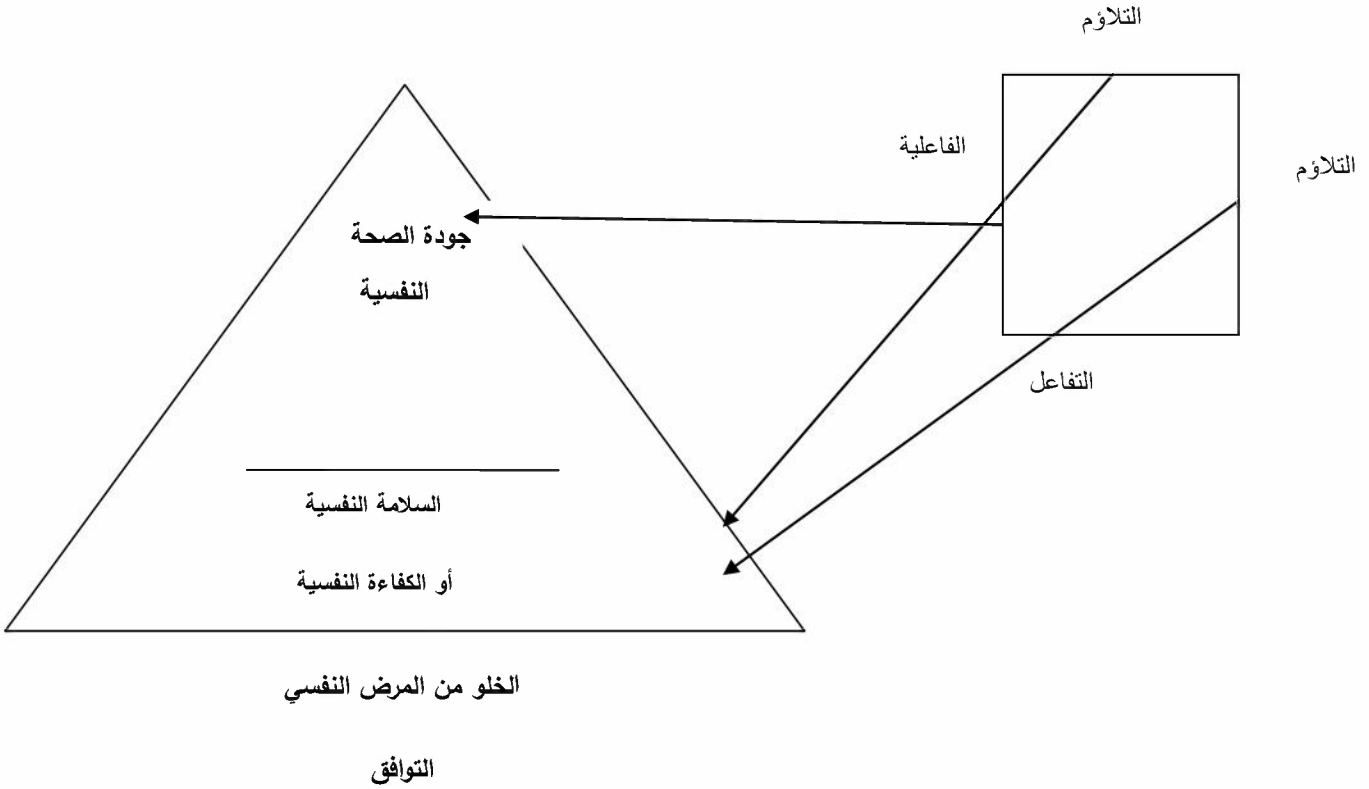 التلاؤم
الفاعلية
التلاؤم
جودة الصحة
النفسية
التفاعل
السلامة النفسية
أو الكفاءة النفسية
الخلو من المرض النفسي
التوافق